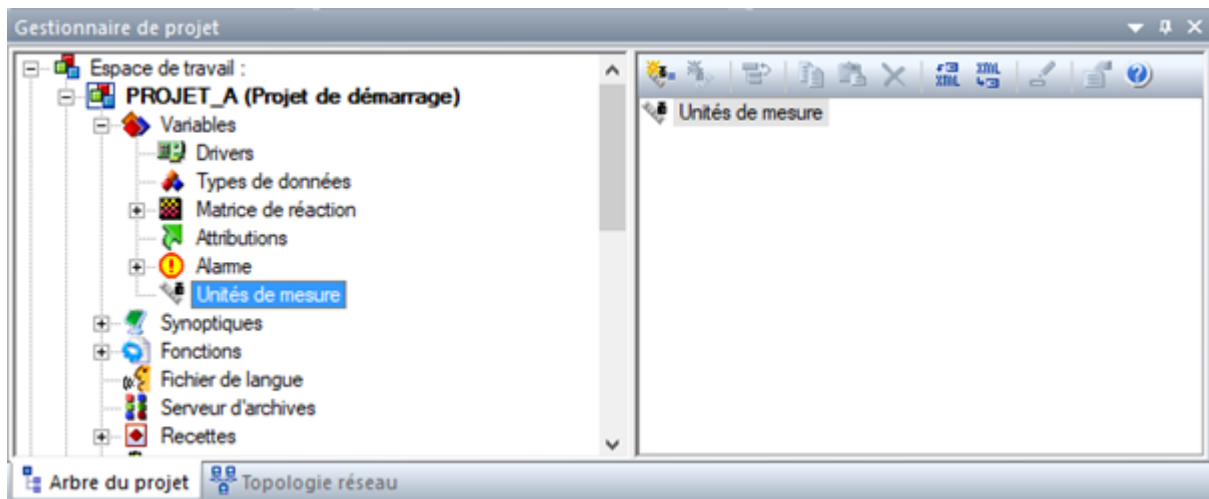 Gestionnaire de projet
Espace de travail :
PROJET_A (Projet de démarrage)
Variables
Drivers
Types de données
Matrice de réaction
Attributions
Alarme
Unités de mesure
Synoptiques
Fonctions
Fichier de langue
Serveur d'archives
Recettes
XML XML
Unités de mesure
Arbre du projet Topologie réseau